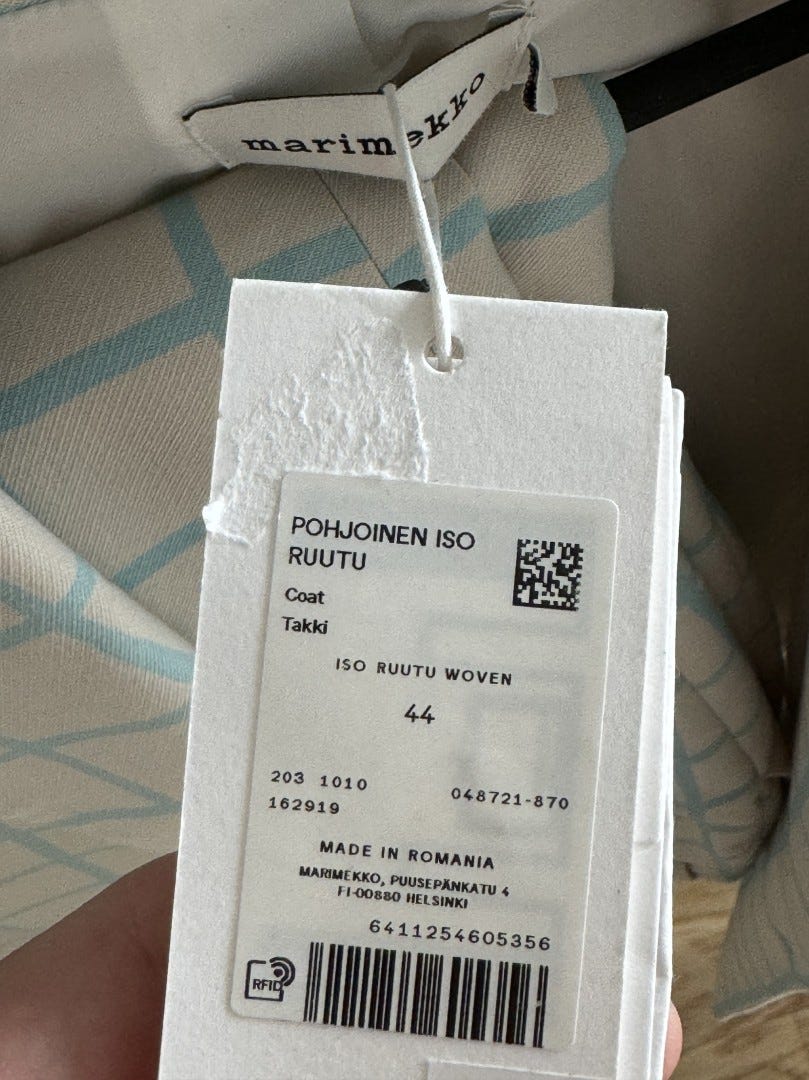 marimekko
POHJOINEN ISO
RUUTU
Coat
Takki
ISO RUUTU WOVEN
44
203 1010
162919
048721-870
MADE IN ROMANIA
MARIMEKKO, PUUSEPÄNKATU 4
FI-00880 HELSINKI
6411254605356
RFID